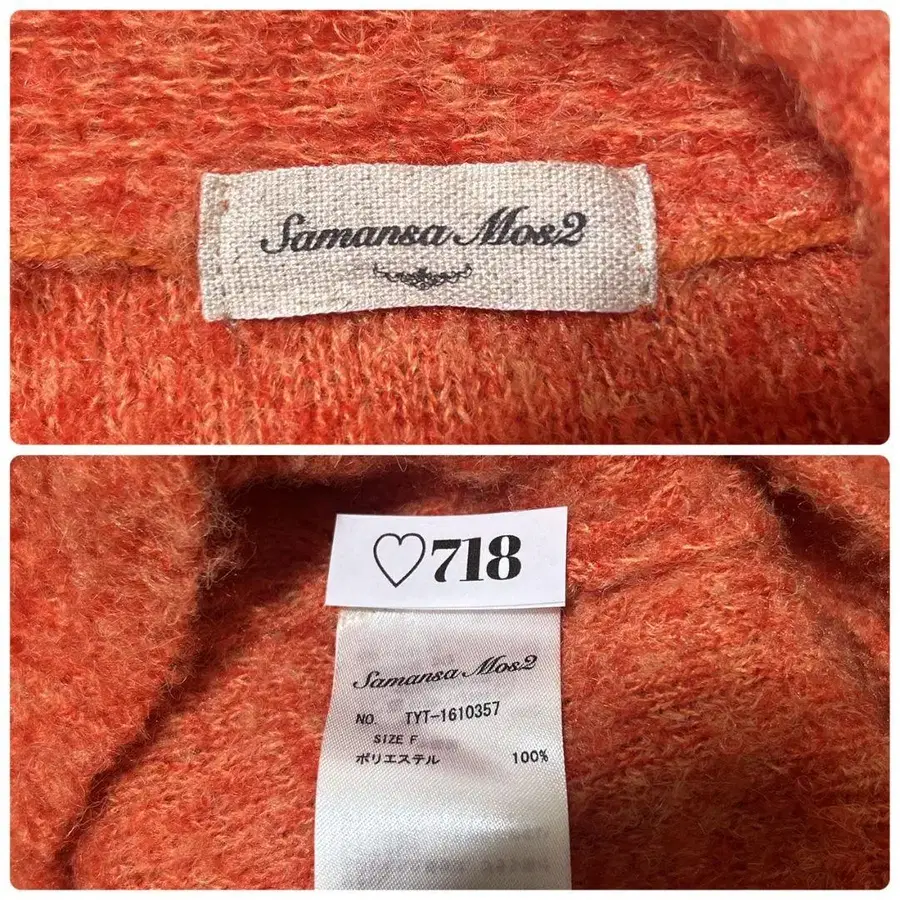 Samansa Mos2
♡718
Samansa Mos2
NO. TYT-1610357
SIZE F
ポリエステル 100%